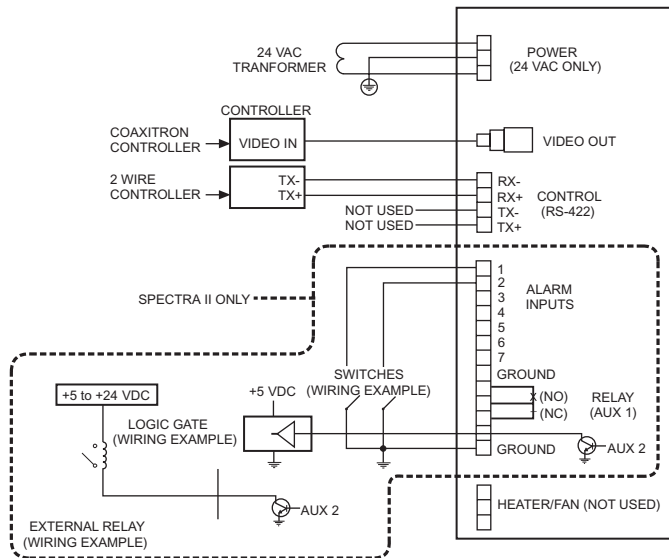 24 VAC
TRANFORMER
POWER
(24 VAC ONLY)
CONTROLLER
COAXITRON
CONTROLLER
VIDEO IN
VIDEO OUT
2 WIRE
CONTROLLER
TX-
TX+
RX-
RX+
TX-
TX+
CONTROL
(RS-422)
NOT USED
NOT USED
SPECTRA II ONLY
1
2
3
4
5
6
7
ALARM
INPUTS
GROUND
SWITCHES
(WIRING EXAMPLE)
+5 VDC
+5 to +24 VDC
LOGIC GATE
(WIRING EXAMPLE)
(NO)
(NC)
RELAY
(AUX 1)
GROUND
AUX 2
AUX 2
EXTERNAL RELAY
(WIRING EXAMPLE)
HEATER/FAN (NOT USED)